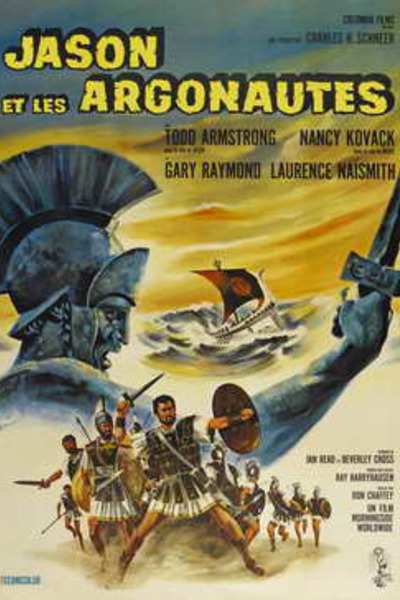 COLUMBIA FILMS
CHARLES H. SCHNEER
JASON
ET LES ARGONAUTES
TODD ARMSTRONG NANCY KOVACK
GARY RAYMOND LAURENCE NAISMITH
JAN READ BEVERLEY CROSS
RAY HARRYHAUSEN
DON CHAFFEY
UN FILM
MORNINGSIDE
WORLDWIDE
TECHNICOLOR